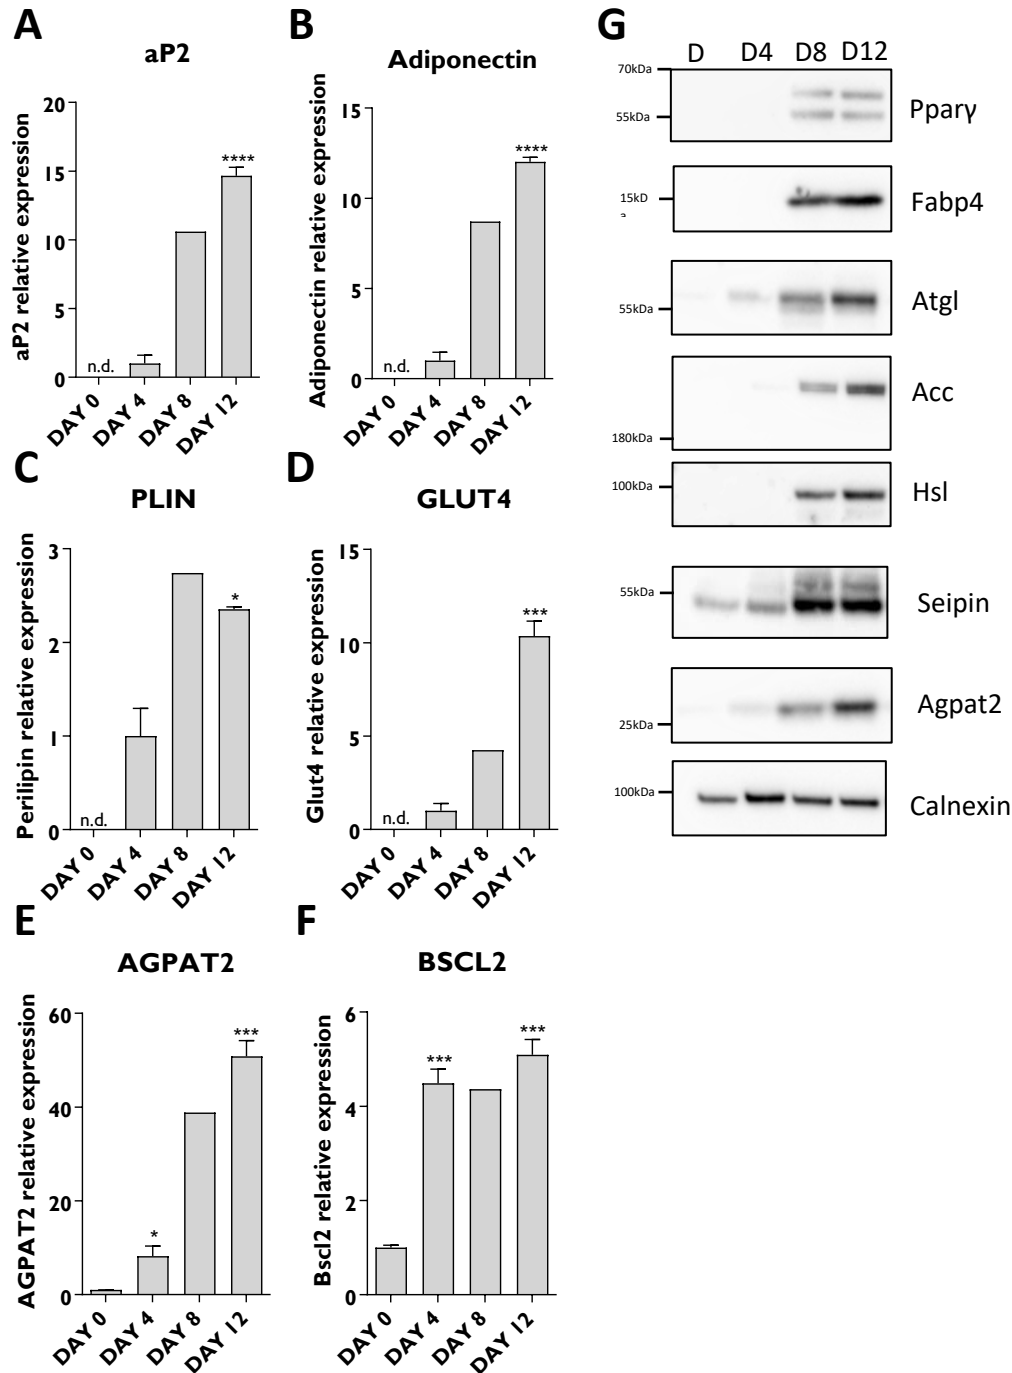 A
aP2
aP2 relative expression
20
15
10
5
0
n.d.
****
DAY 0
DAY 4
DAY 8
DAY 12
B
Adiponectin
Adiponectin relative expression
15
10
5
0
n.d.
****
DAY 0
DAY 4
DAY 8
DAY 12
C
PLIN
Perilipin relative expression
3
2
1
0
n.d.
*
DAY 0
DAY 4
DAY 8
DAY 12
D
GLUT4
Glut4 relative expression
15
10
5
0
n.d.
***
DAY 0
DAY 4
DAY 8
DAY 12
E
AGPAT2
AGPAT2 relative expression
60
40
20
0
*
***
DAY 0
DAY 4
DAY 8
DAY 12
F
BSCL2
Bscl2 relative expression
6
4
2
0
***
***
DAY 0
DAY 4
DAY 8
DAY 12
G
D D4 D8 D12
70kDa
55kDa
Pparγ
15kD
a
Fabp4
55kDa
Atgl
Acc
180kDa
100kDa
Hsl
55kDa
Seipin
Agpat2
25kDa
100kDa
Calnexin